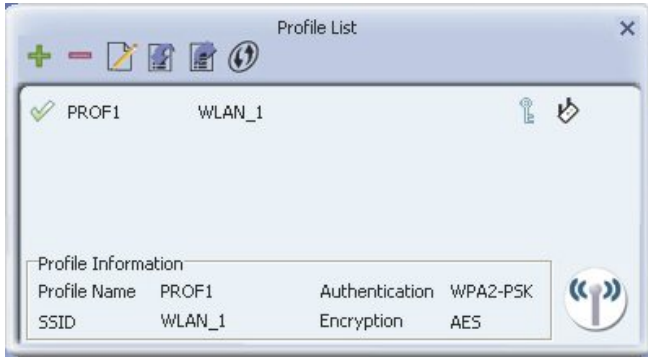 Profile List
PROF1 WLAN_1
Profile Information
Profile Name PROF1 Authentication WPA2-PSK
SSID WLAN_1 Encryption AES